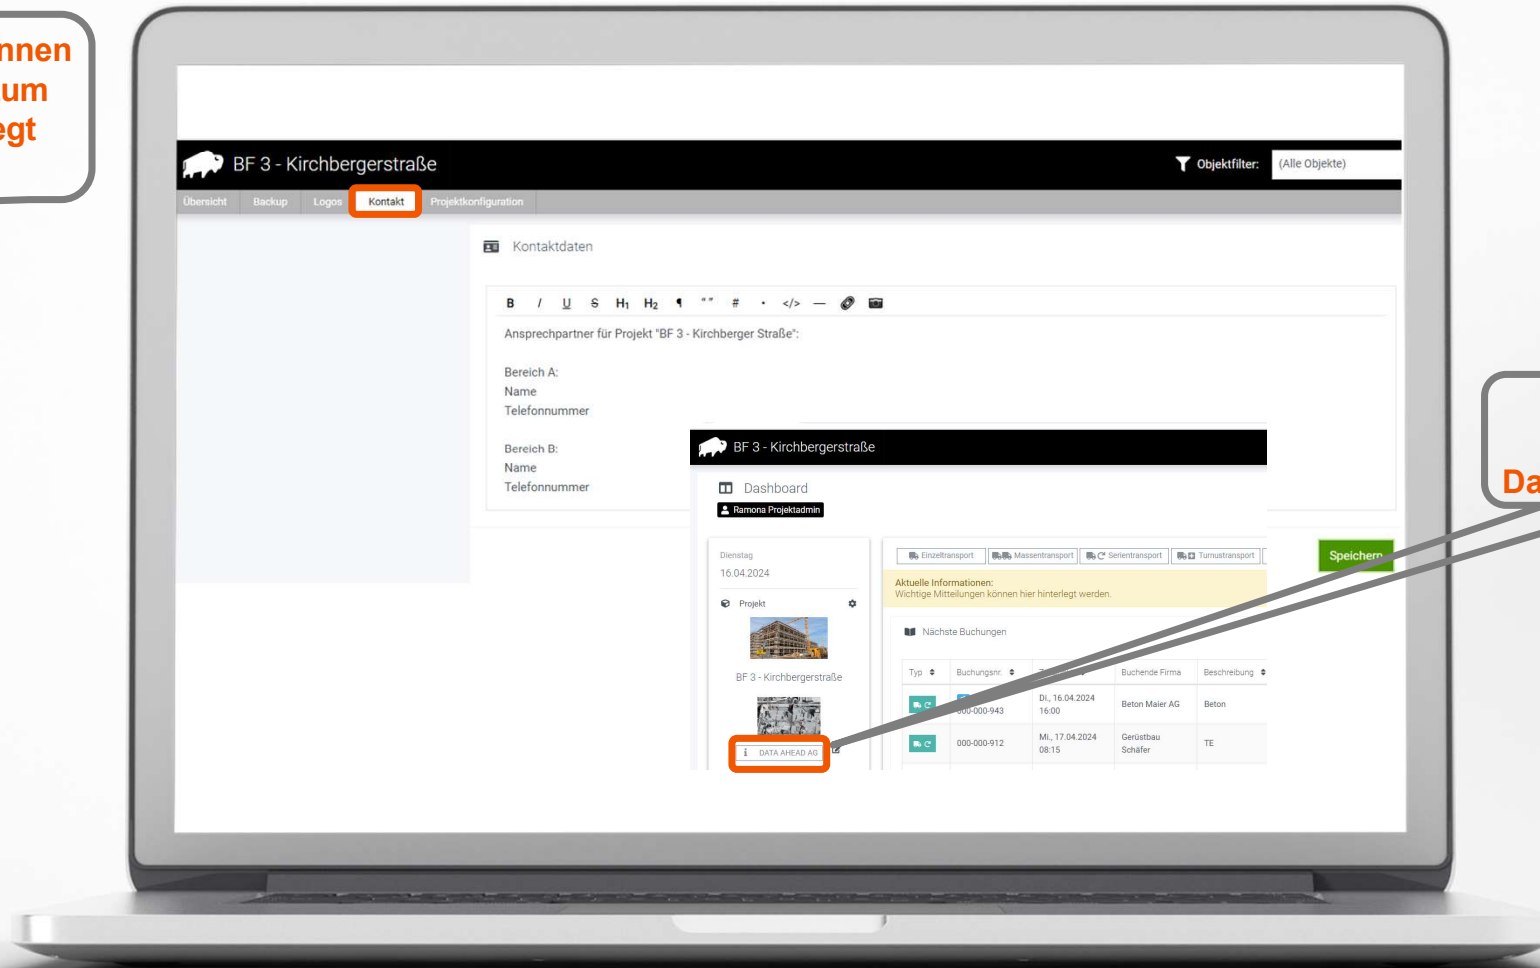 BF 3 - Kirchbergerstraße
Objektfilter: (Alle Objekte)
Übersicht Backup Logos Kontakt Projektkonfiguration
Kontaktdaten
B I U S H1 H2 ¶ “” # · </> —
Ansprechpartner für Projekt "BF 3 - Kirchberger Straße":
Bereich A:
Name
Telefonnummer
Bereich B:
Name
Telefonnummer
Speichern
BF 3 - Kirchbergerstraße
Dashboard
Ramona Projektadmin
Dienstag
16.04.2024
Projekt
BF 3 - Kirchbergerstraße
i DATA AHEAD AG
Einzeltransport Massentransport Serientransport Turnustransport
Aktuelle Informationen:
Wichtige Mitteilungen können hier hinterlegt werden.
Nächste Buchungen
Typ Buchungsnr. Buchende Firma Beschreibung
000-000-943 Di., 16.04.2024 16:00 Beton Maier AG Beton
000-000-912 Mi., 17.04.2024 08:15 Gerüstbau Schäfer TE